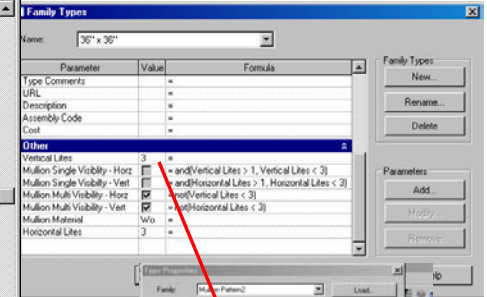 Family Types
Name: 36" x 36"
Parameter Value Formula
Type Comments =
URL =
Description =
Assembly Code =
Cost =
Other
Vertical Lites 3 =
Mullion Single Visiblity - Horz = and(Vertical Lites > 1, Vertical Lites < 3)
Mullion Single Visibility - Vert = and(Horizontal Lites > 1, Horizontal Lites < 3)
Mullion Multi Visibility - Horz = not(Vertical Lites < 3)
Mullion Multi Visibility - Vert = not(Horizontal Lites < 3)
Mullion Material Wo =
Horizontal Lites 3 =
Family Types
New...
Rename...
Delete
Parameters
Add...
Modify...
Remove
Type Properties
Family: Mullion Pattern2
Load...